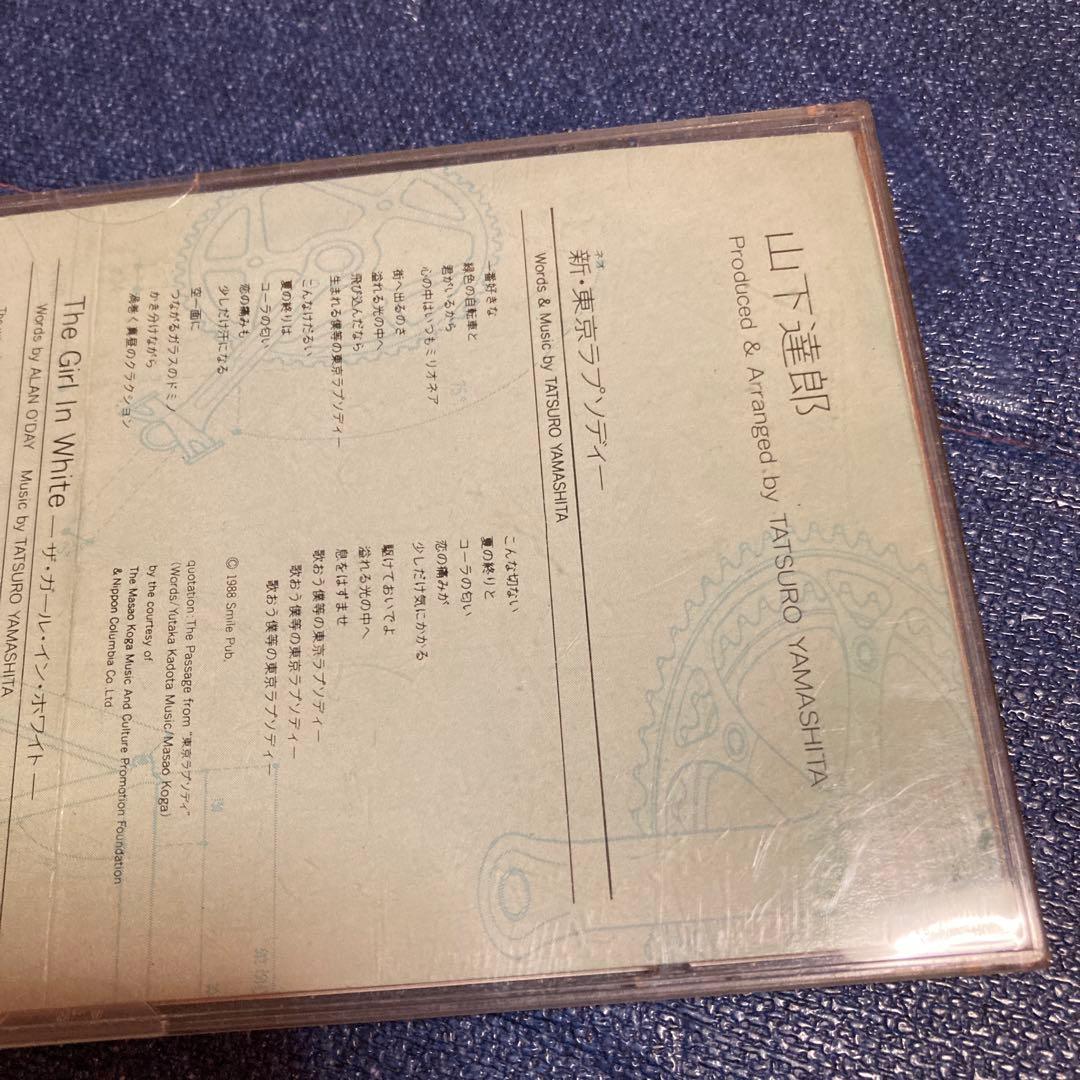 山下達郎
Produced & Arranged by TATSURO YAMASHITA
ネオ
新・東京ラプソディー
Words & Music by TATSURO YAMASHITA
一番好きな
緑色の自転車と
君がいるから
心の中はいつもミリオネア
街へ出るのさ
溢れる光の中へ
飛び込んだなら
生まれる僕等の東京ラプソディー
こんなけだるい
夏の終りは
コーラの匂い
恋の痛みも
少しだけ汗になる
空一面に
つながるガラスのドミノ
かき分けながら
渦巻く真昼のクラクション
こんな切ない
夏の終りと
コーラの匂い
恋の痛みが
少しだけ気にかかる
駆けておいでよ
溢れる光の中へ
息をはずませ
歌おう僕等の東京ラプソディー
歌おう僕等の東京ラプソディー
歌おう僕等の東京ラプソディー
© 1988 Smile Pub.
quotation:The Passage from "東京ラプソディ"
(Words/Yutaka Kadota Music/Masao Koga)
by the courtesy of
The Masao Koga Music And Culture Promotion Foundation
& Nippon Columbia Co. Ltd
The Girl In White —ザ・ガール・イン・ホワイト—
Words by ALAN O'DAY Music by TATSURO YAMASHITA
75°